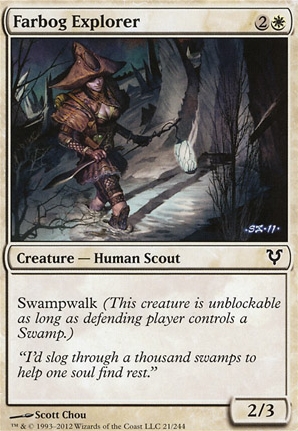 Farbog Explorer 2
SZ·11·
Creature — Human Scout
Swampwalk (This creature is unblockable
as long as defending player controls a
Swamp.)
“I’d slog through a thousand swamps to
help one soul find rest.”
2/3
Scott Chou
™ & © 1993–2012 Wizards of the Coast LLC 21/244